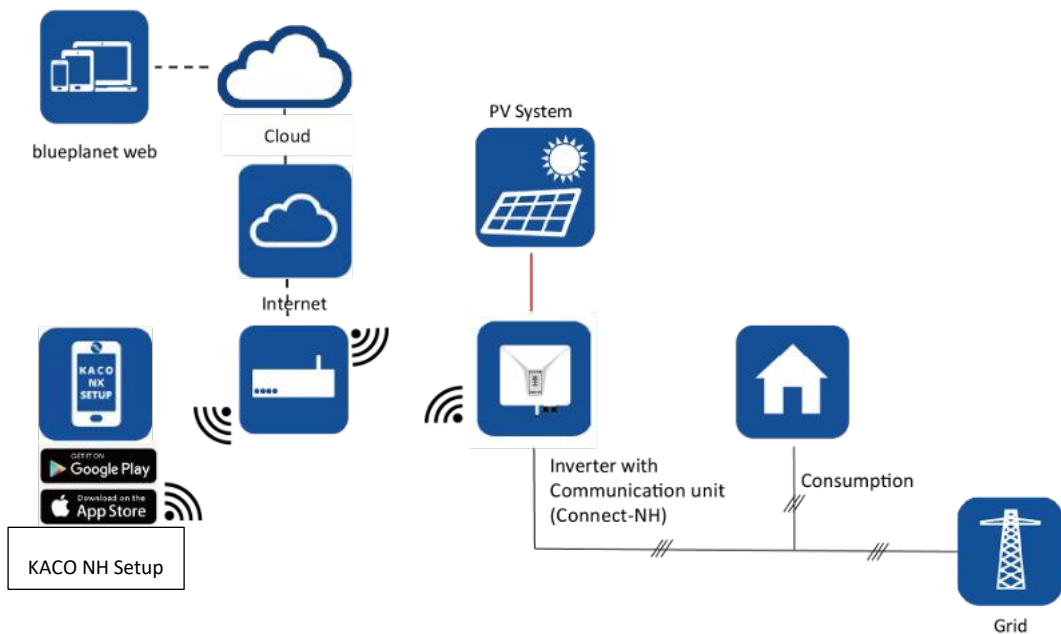 blueplanet web
Cloud
Internet
PV System
KACO
NX
SETUP
GET IT ON
Google Play
Download on the
App Store
KACO NH Setup
Inverter with
Communication unit
(Connect-NH)
Consumption
Grid